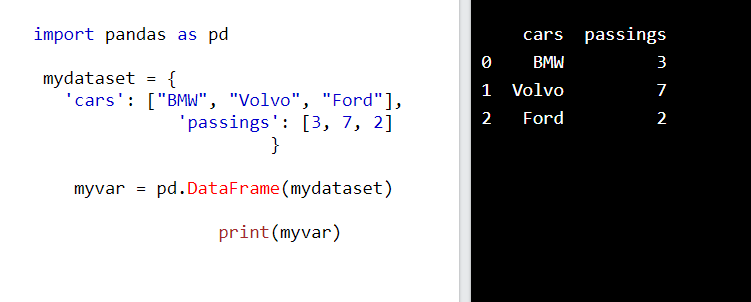 import pandas as pd
mydataset = {
'cars': ["BMW", "Volvo", "Ford"],
'passings': [3, 7, 2]
}
myvar = pd.DataFrame(mydataset)
print(myvar)
cars passings
0 BMW 3
1 Volvo 7
2 Ford 2